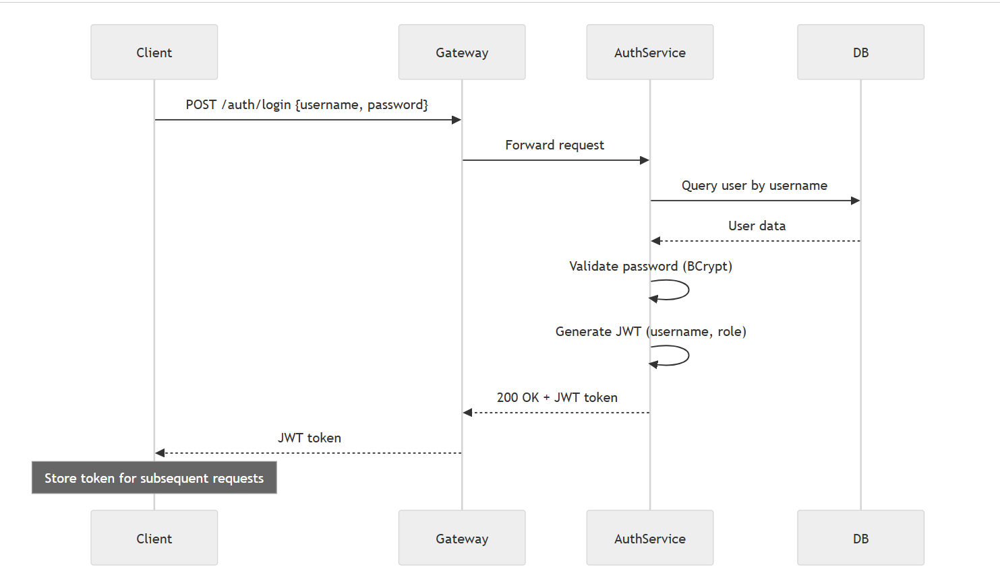 Client
Gateway
AuthService
DB
POST /auth/login {username, password}
Forward request
Query user by username
User data
Validate password (BCrypt)
Generate JWT (username, role)
200 OK + JWT token
JWT token
Store token for subsequent requests
Client
Gateway
AuthService
DB